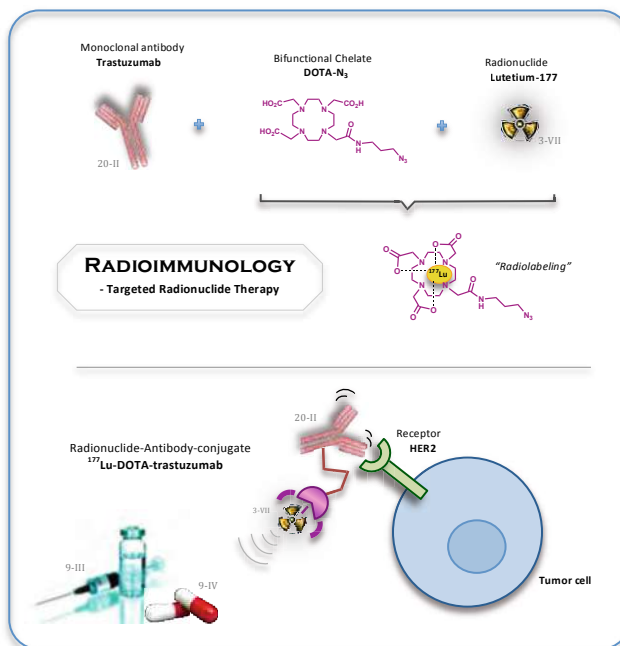 Monoclonal antibody
Trastuzumab
Bifunctional Chelate
DOTA-N3
Radionuclide
Lutetium-177
20-II
HO2C
CO2H
N
N
HO2C
N
N
O
N
H
N3
3-VII
RADIOIMMUNOLOGY
- Targeted Radionuclide Therapy
O
O
O
O
N
N
177Lu
N
N
O
O
O
N
H
N3
"Radiolabeling"
20-II
Radionuclide-Antibody-conjugate
177Lu-DOTA-trastuzumab
Receptor
HER2
3-VII
9-III
9-IV
Tumor cell